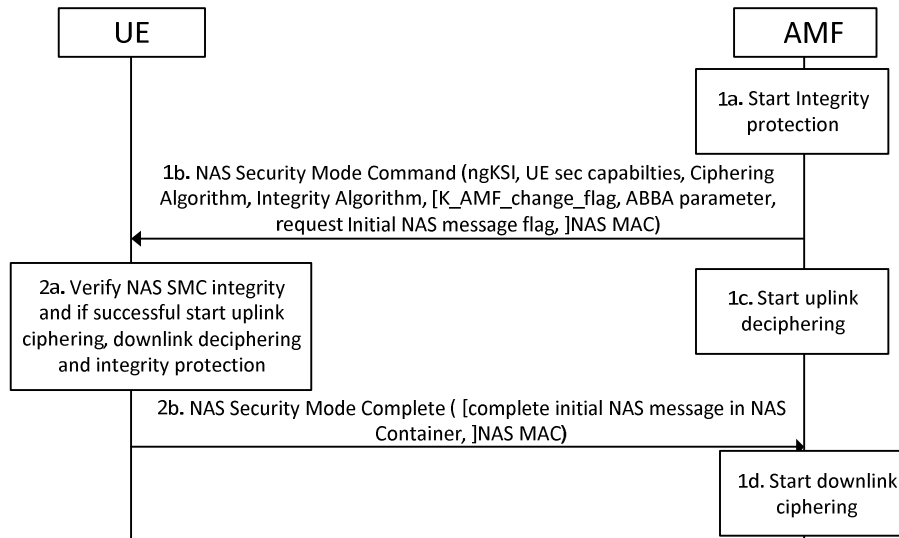 UE
AMF
1a. Start Integrity
protection
1b. NAS Security Mode Command (ngKSI, UE sec capabilties, Ciphering
Algorithm, Integrity Algorithm, [K_AMF_change_flag, ABBA parameter,
request Initial NAS message flag, ]NAS MAC)
2a. Verify NAS SMC integrity
and if successful start uplink
ciphering, downlink deciphering
and integrity protection
1c. Start uplink
deciphering
2b. NAS Security Mode Complete ( [complete initial NAS message in NAS
Container, ]NAS MAC)
1d. Start downlink
ciphering